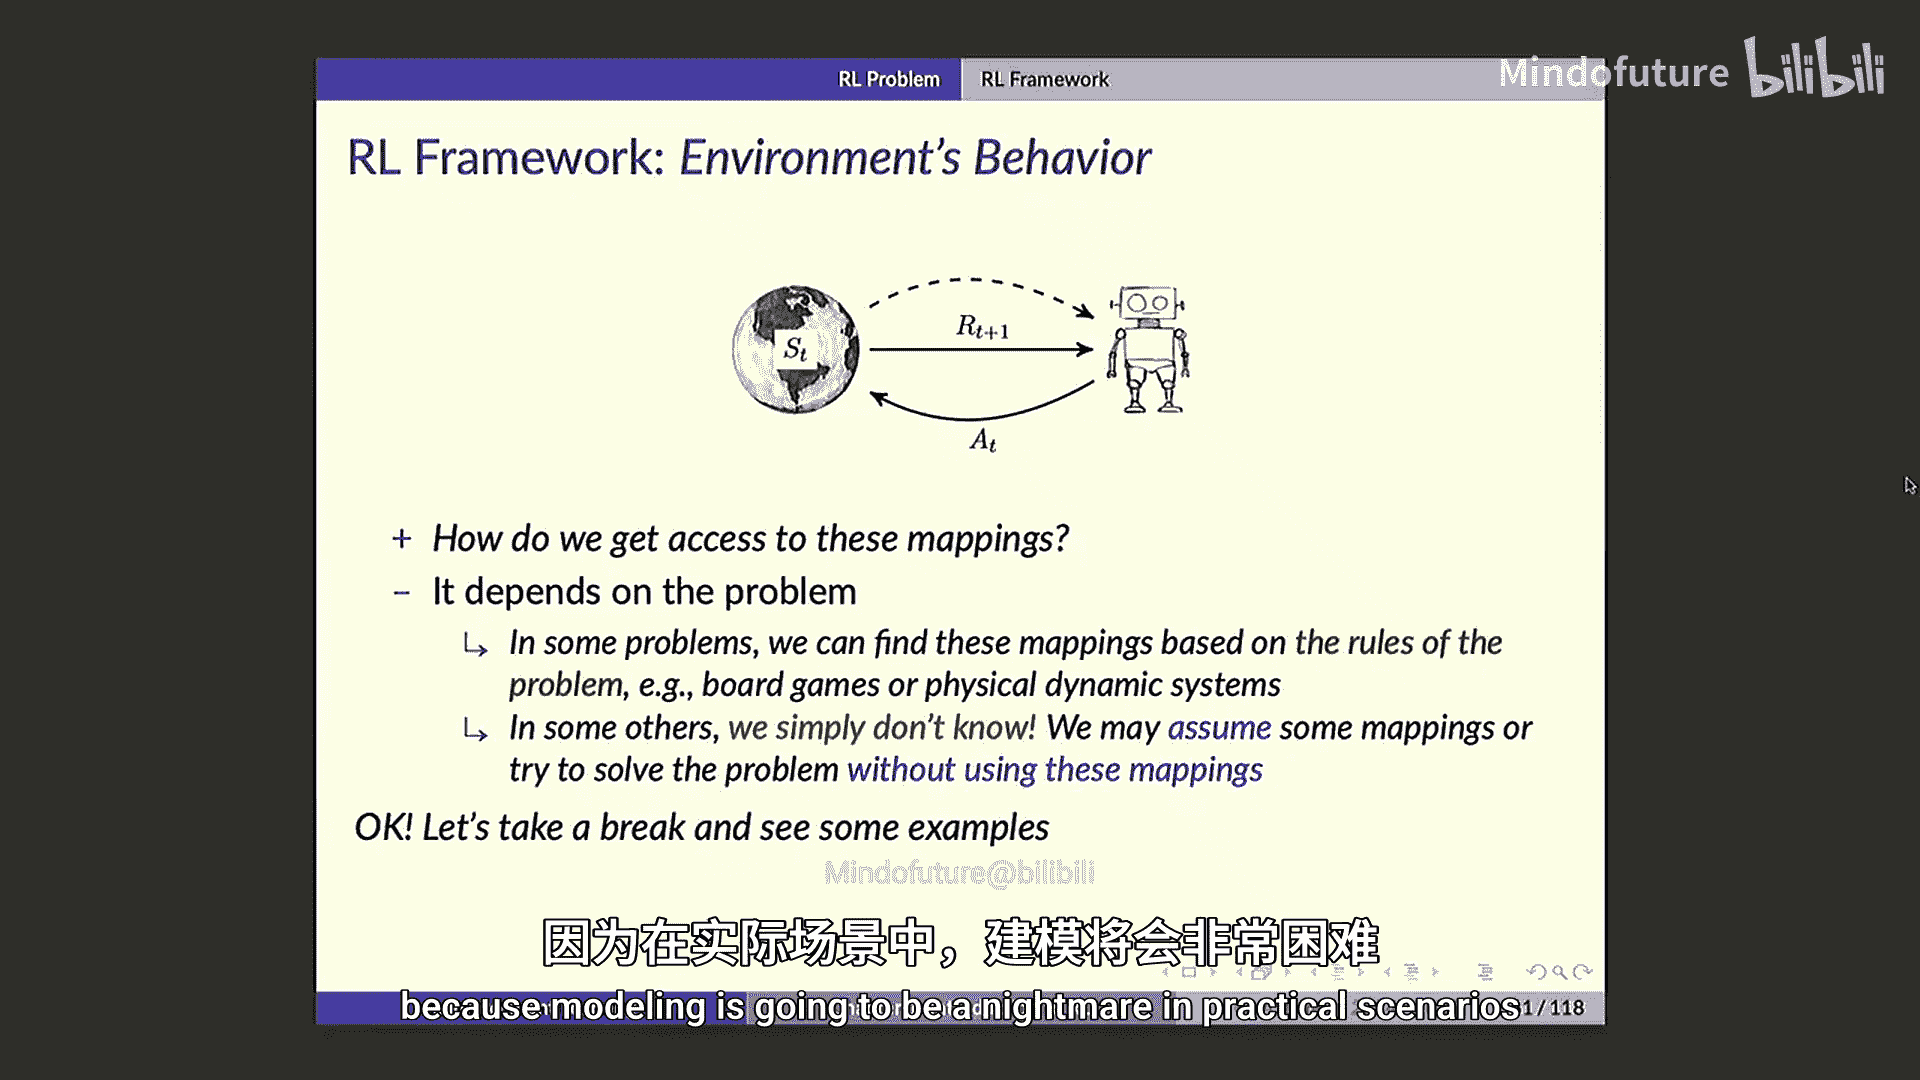 Mindofuture bilibili
RL Problem RL Framework
RL Framework: Environment's Behavior
S_t
R_{t+1}
A_t
+ How do we get access to these mappings?
– It depends on the problem
↳ In some problems, we can find these mappings based on the rules of the
problem, e.g., board games or physical dynamic systems
↳ In some others, we simply don't know! We may assume some mappings or
try to solve the problem without using these mappings
OK! Let's take a break and see some examples
Mindofuture@bilibili
因为在实际场景中，建模将会非常困难
because modeling is going to be a nightmare in practical scenarios
/ 118